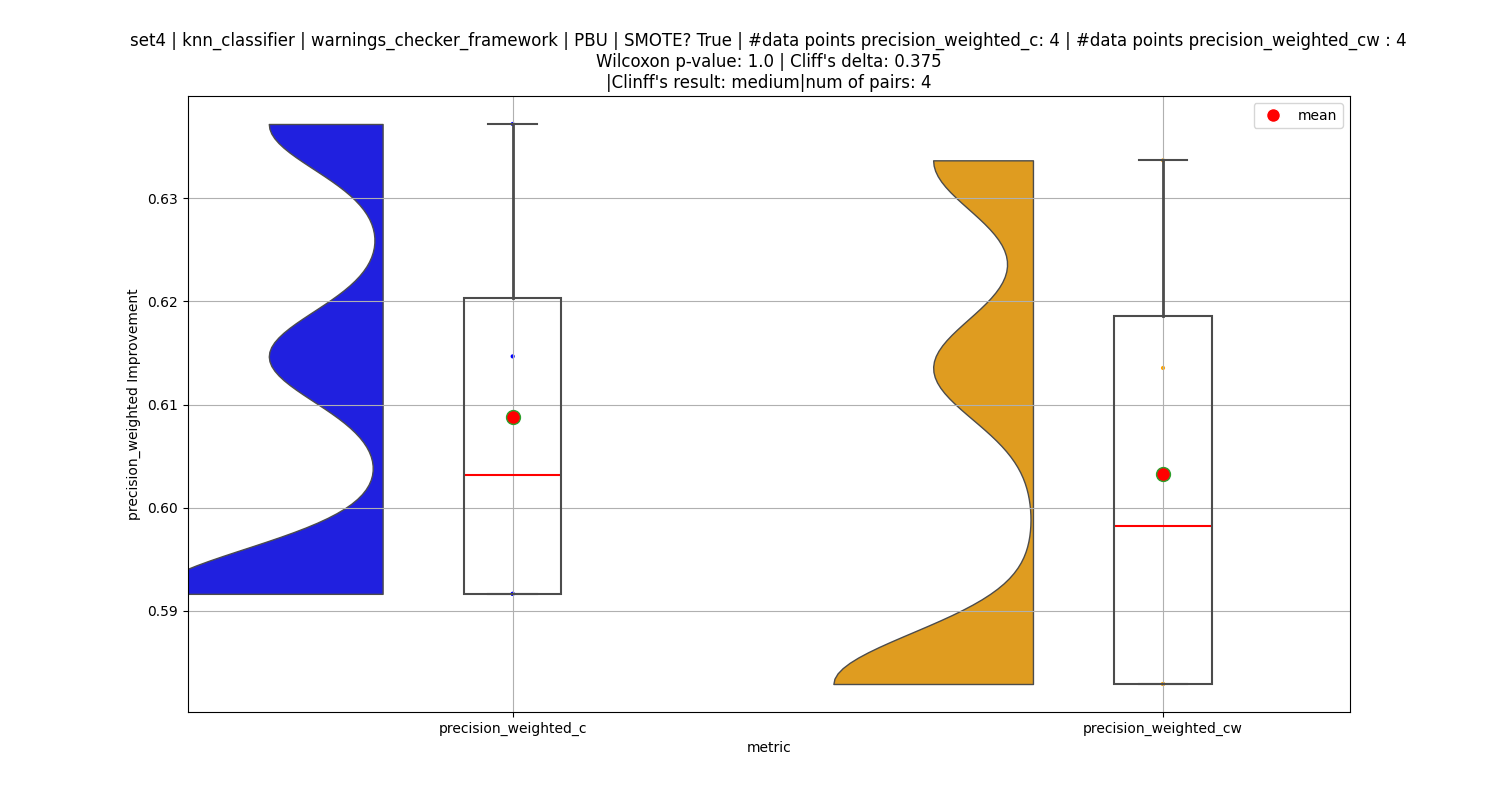 set4 | knn_classifier | warnings_checker_framework | PBU | SMOTE? True | #data points precision_weighted_c: 4 | #data points precision_weighted_cw : 4
Wilcoxon p-value: 1.0 | Cliff's delta: 0.375
|Clinff's result: medium|num of pairs: 4
mean
precision_weighted Improvement
0.63
0.62
0.61
0.60
0.59
precision_weighted_c
precision_weighted_cw
metric